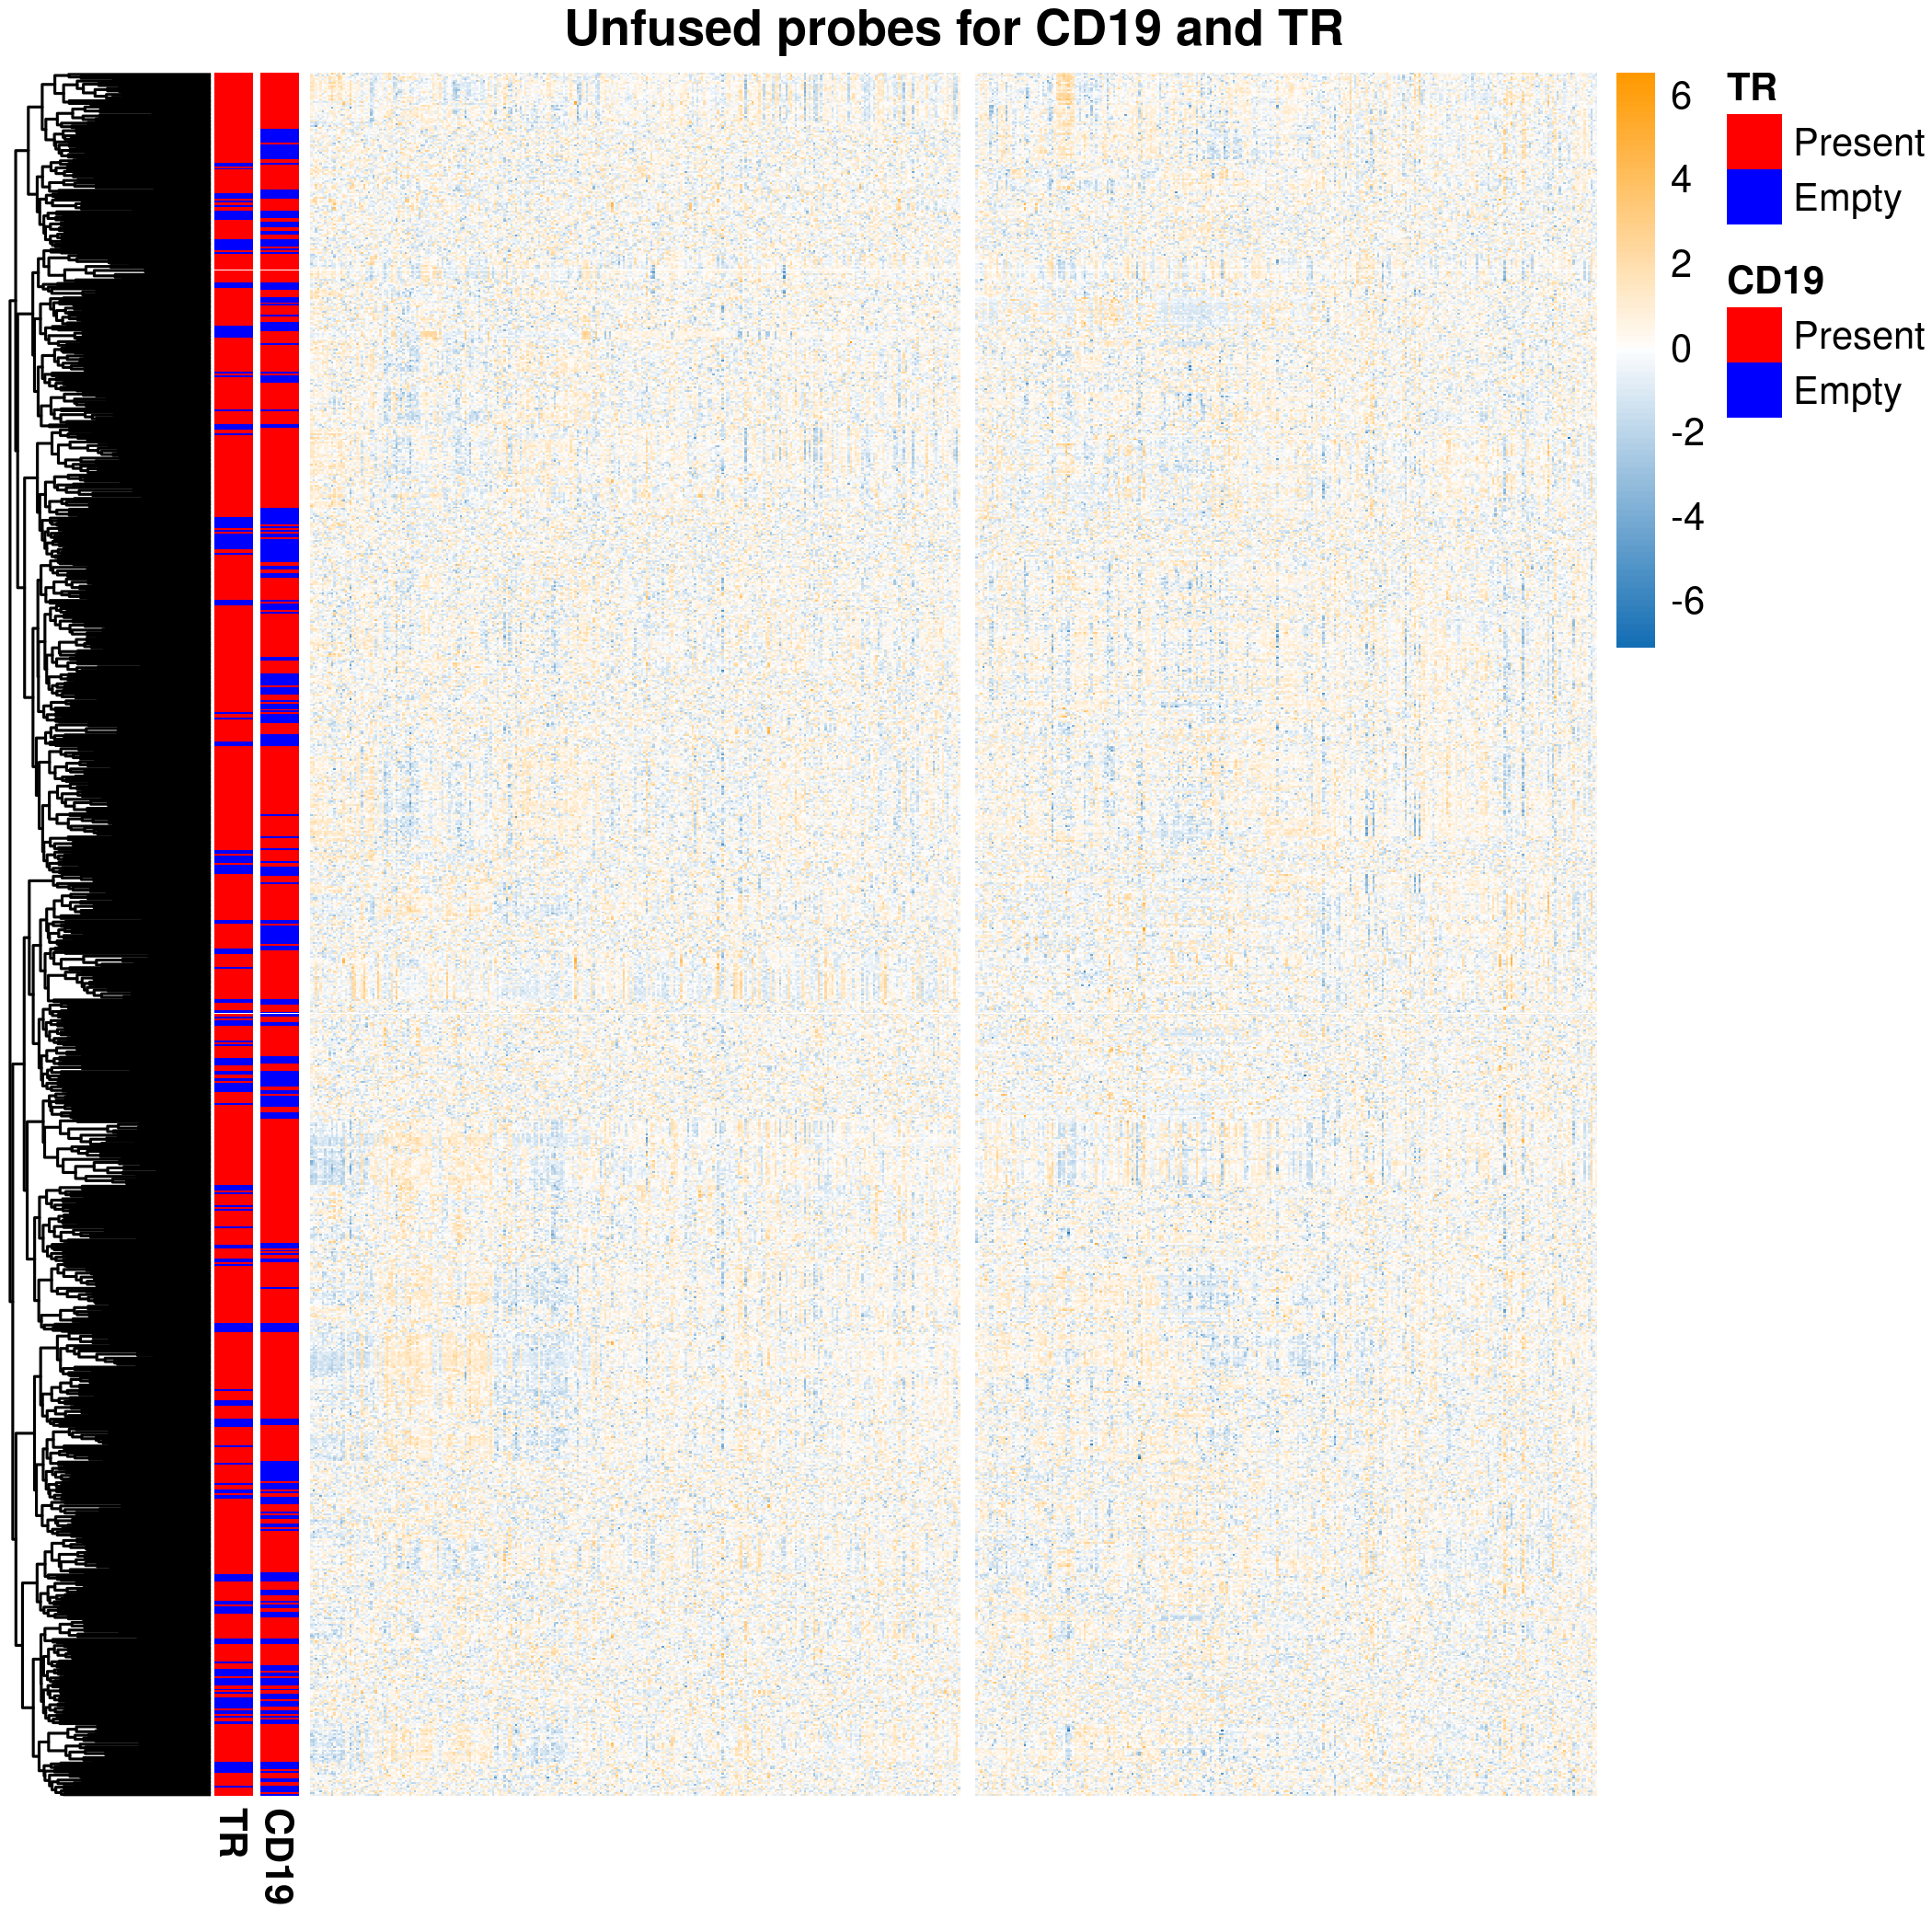 Unfused probes for CD19 and TR
6
4
2
0
-2
-4
-6
TR
Present
Empty
CD19
Present
Empty
TR
CD19